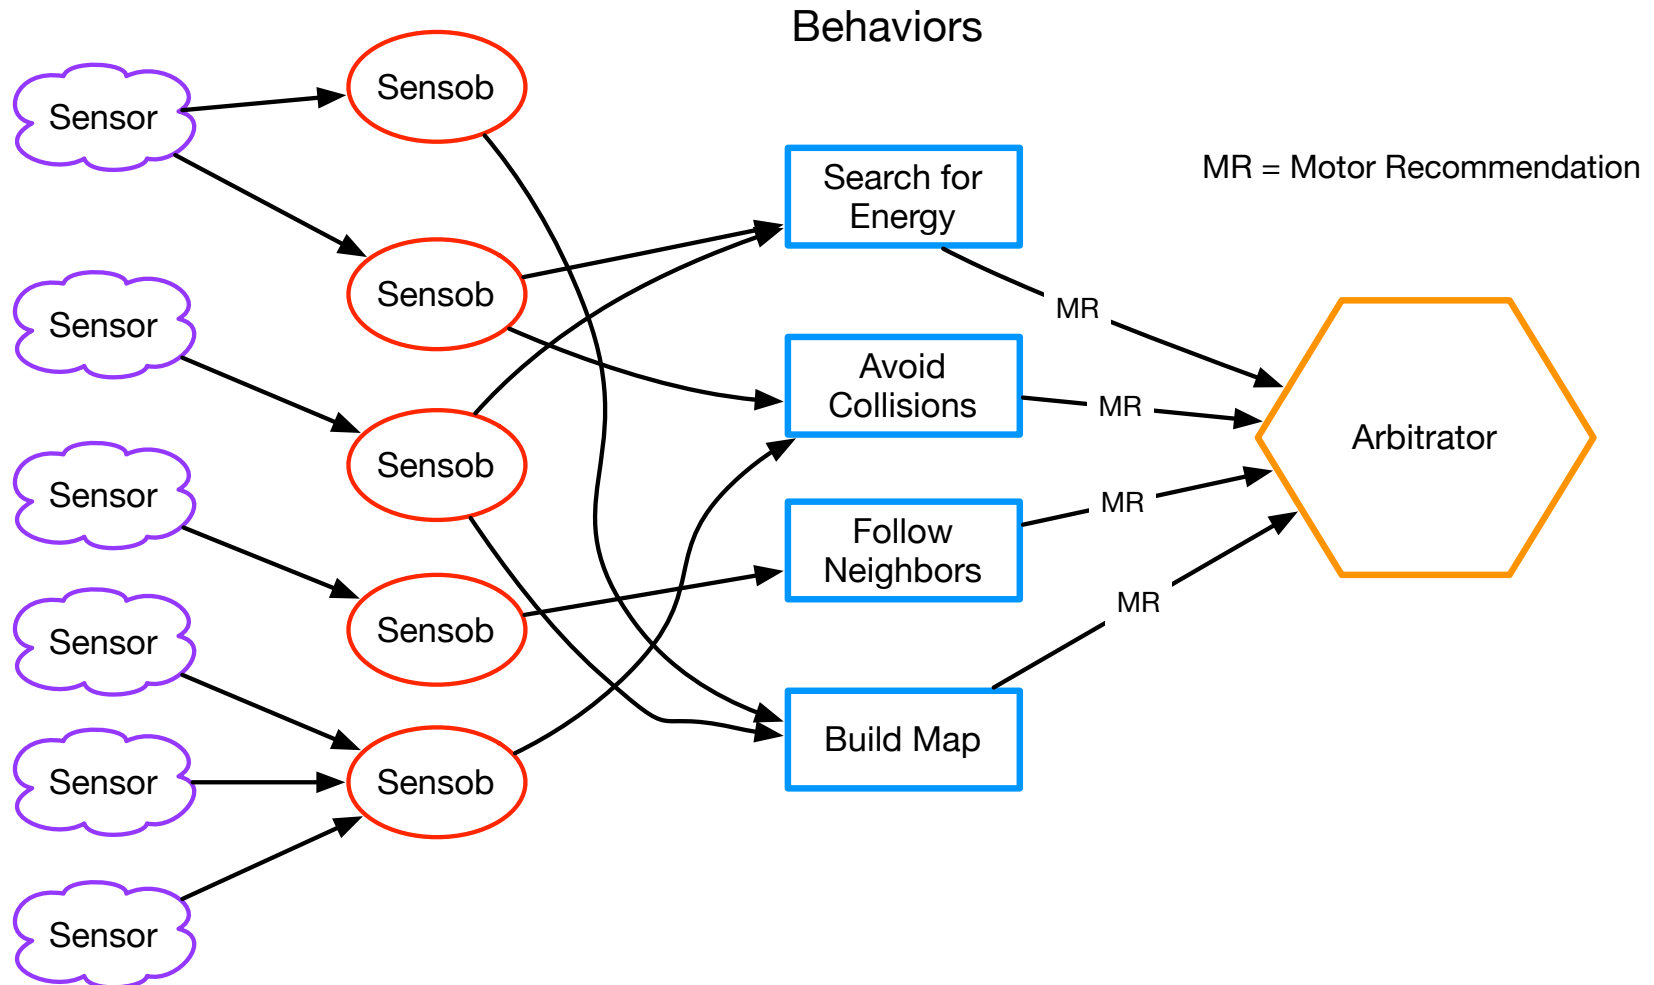 Behaviors
Sensor
Sensor
Sensor
Sensor
Sensor
Sensor
Sensob
Sensob
Sensob
Sensob
Sensob
Search for
Energy
Avoid
Collisions
Follow
Neighbors
Build Map
MR
MR
MR
MR
MR = Motor Recommendation
Arbitrator